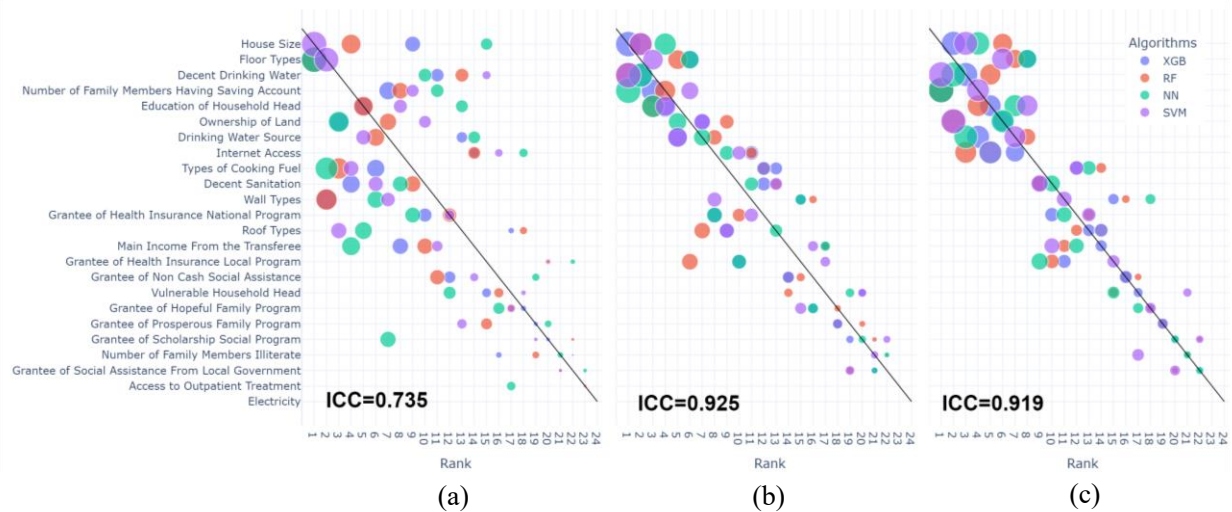 House Size
Floor Types
Decent Drinking Water
Number of Family Members Having Saving Account
Education of Household Head
Ownership of Land
Drinking Water Source
Internet Access
Types of Cooking Fuel
Decent Sanitation
Wall Types
Grantee of Health Insurance National Program
Roof Types
Main Income From the Transferee
Grantee of Health Insurance Local Program
Grantee of Non Cash Social Assistance
Vulnerable Household Head
Grantee of Hopeful Family Program
Grantee of Prosperous Family Program
Grantee of Scholarship Social Program
Number of Family Members Illiterate
Grantee of Social Assistance From Local Government
Access to Outpatient Treatment
Electricity
ICC=0.735
1 2 3 4 5 6 7 8 9 10 11 12 13 14 15 16 17 18 19 20 21 22 23 24
Rank
(a)
ICC=0.925
1 2 3 4 5 6 7 8 9 10 11 12 13 14 15 16 17 18 19 20 21 22 23 24
Rank
(b)
Algorithms
XGB
RF
NN
SVM
ICC=0.919
1 2 3 4 5 6 7 8 9 10 11 12 13 14 15 16 17 18 19 20 21 22 23 24
Rank
(c)